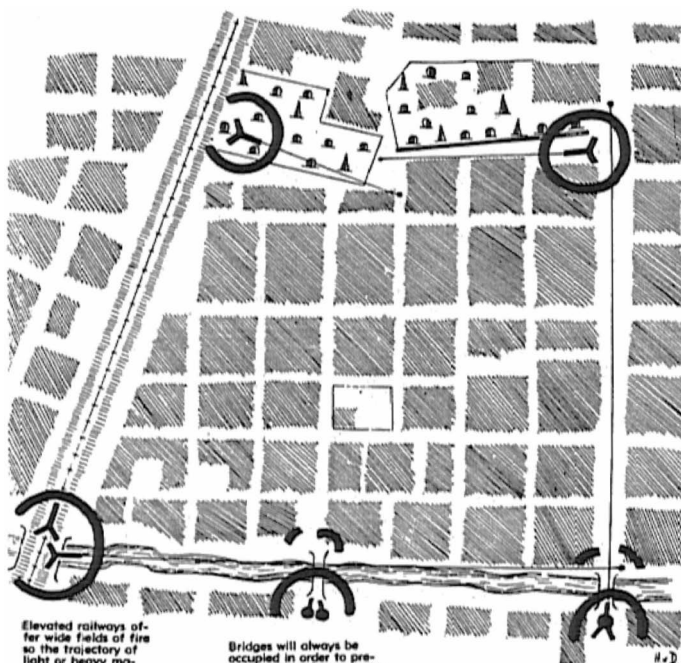 Elevated railways of-
fer wide fields of fire
so the trajectory of
light or heavy ma-
Bridges will always be
occupied in order to pre-
H.v.D